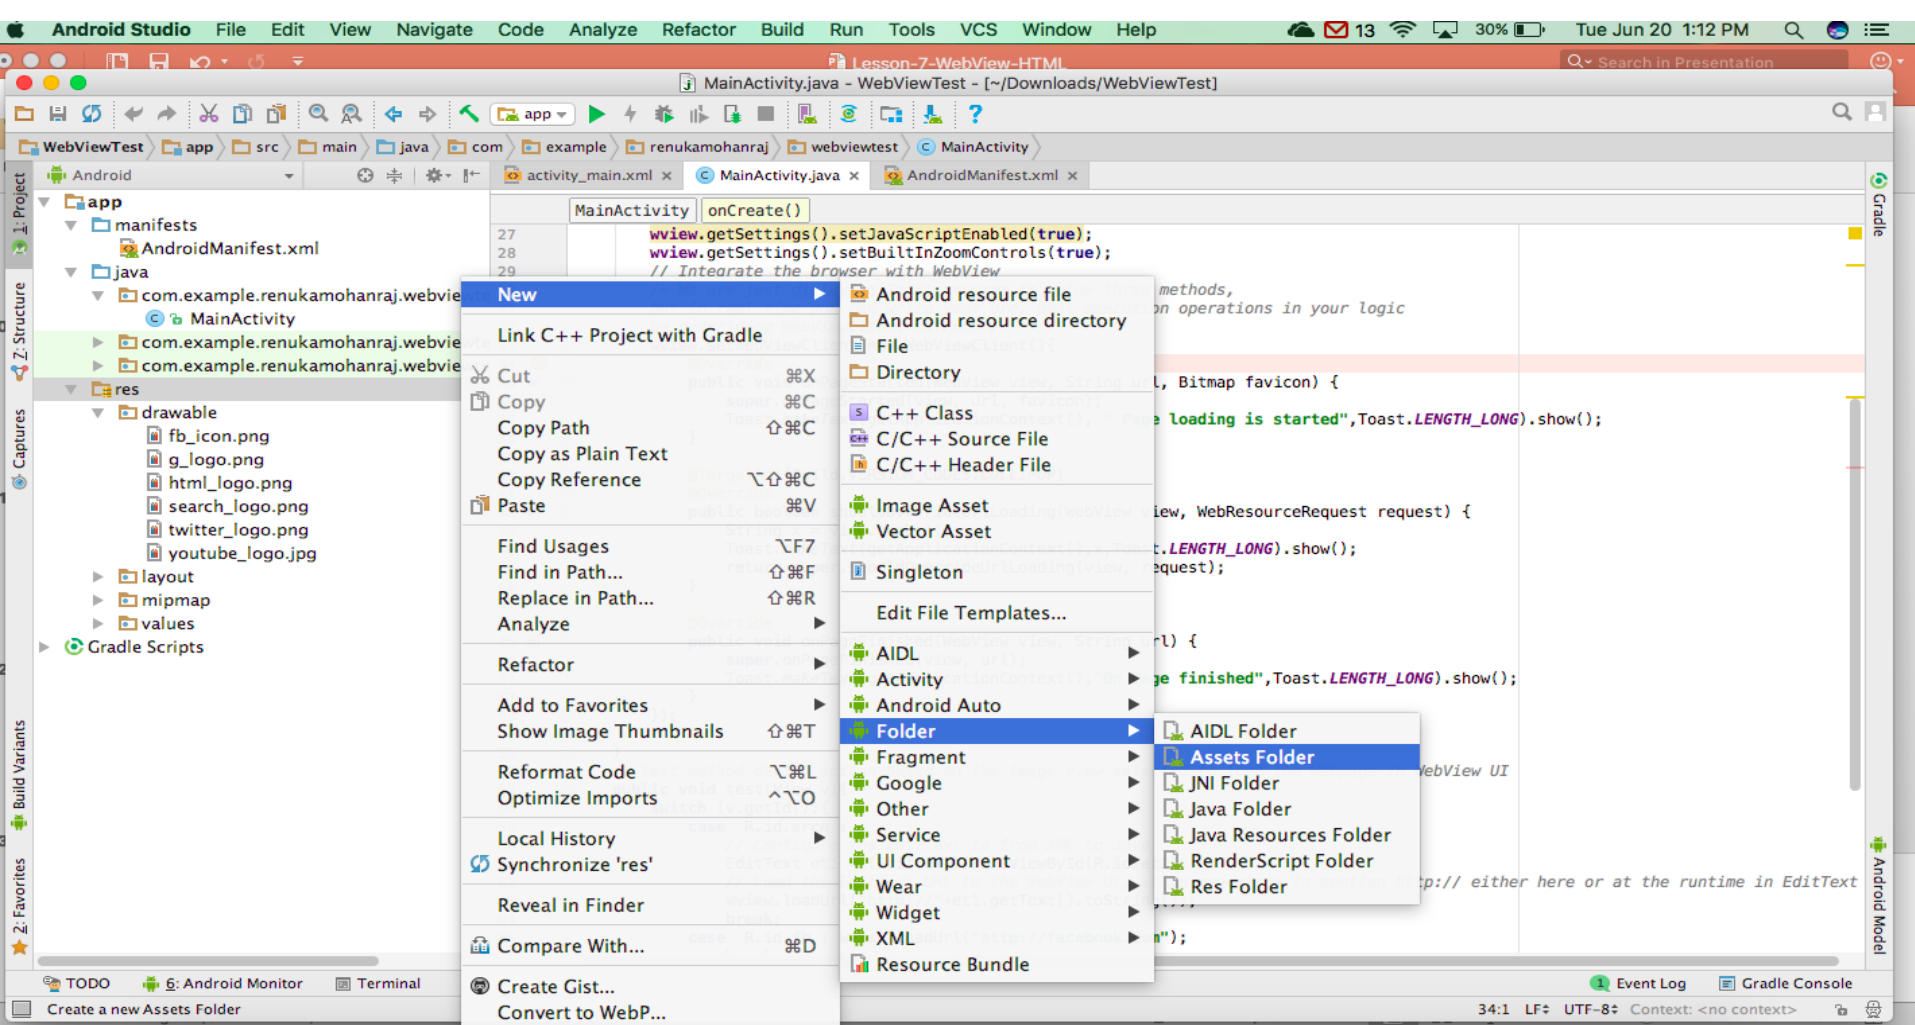 Android Studio File Edit View Navigate Code Analyze Refactor Build Run Tools VCS Window Help 13 30% Tue Jun 20 1:12 PM
Lesson-7-WebView-HTML Search in Presentation
MainActivity.java - WebViewTest - [~/Downloads/WebViewTest]
app
WebViewTest app src main java com example renukamohanraj webviewtest MainActivity
Android activity_main.xml MainActivity.java AndroidManifest.xml
1: Project
Z: Structure
Captures
Build Variants
2: Favorites
app
manifests
AndroidManifest.xml
java
com.example.renukamohanraj.webvie
MainActivity
com.example.renukamohanraj.webvie
com.example.renukamohanraj.webvie
res
drawable
fb_icon.png
g_logo.png
html_logo.png
search_logo.png
twitter_logo.png
youtube_logo.jpg
layout
mipmap
values
Gradle Scripts
MainActivity onCreate()
27 wview.getSettings().setJavaScriptEnabled(true);
28 wview.getSettings().setBuiltInZoomControls(true);
29 // Integrate the browser with WebView
methods,
on operations in your logic
l, Bitmap favicon) {
e loading is started",Toast.LENGTH_LONG).show();
iew, WebResourceRequest request) {
t.LENGTH_LONG).show();
equest);
rl) {
ge finished",Toast.LENGTH_LONG).show();
WebView UI
tp:// either here or at the runtime in EditText
m");
New
Link C++ Project with Gradle
Cut ⌘X
Copy ⌘C
Copy Path ⇧⌘C
Copy as Plain Text
Copy Reference ⌥⇧⌘C
Paste ⌘V
Find Usages ⌥F7
Find in Path... ⇧⌘F
Replace in Path... ⇧⌘R
Analyze
Refactor
Add to Favorites
Show Image Thumbnails ⇧⌘T
Reformat Code ⌥⌘L
Optimize Imports ^⌥O
Local History
Synchronize 'res'
Reveal in Finder
Compare With... ⌘D
Create Gist...
Convert to WebP...
Android resource file
Android resource directory
File
Directory
C++ Class
C/C++ Source File
C/C++ Header File
Image Asset
Vector Asset
Singleton
Edit File Templates...
AIDL
Activity
Android Auto
Folder
Fragment
Google
Other
Service
UI Component
Wear
Widget
XML
Resource Bundle
AIDL Folder
Assets Folder
JNI Folder
Java Folder
Java Resources Folder
RenderScript Folder
Res Folder
Gradle
Android Model
TODO 6: Android Monitor Terminal 1 Event Log Gradle Console
Create a new Assets Folder 34:1 LF UTF-8 Context: <no context>